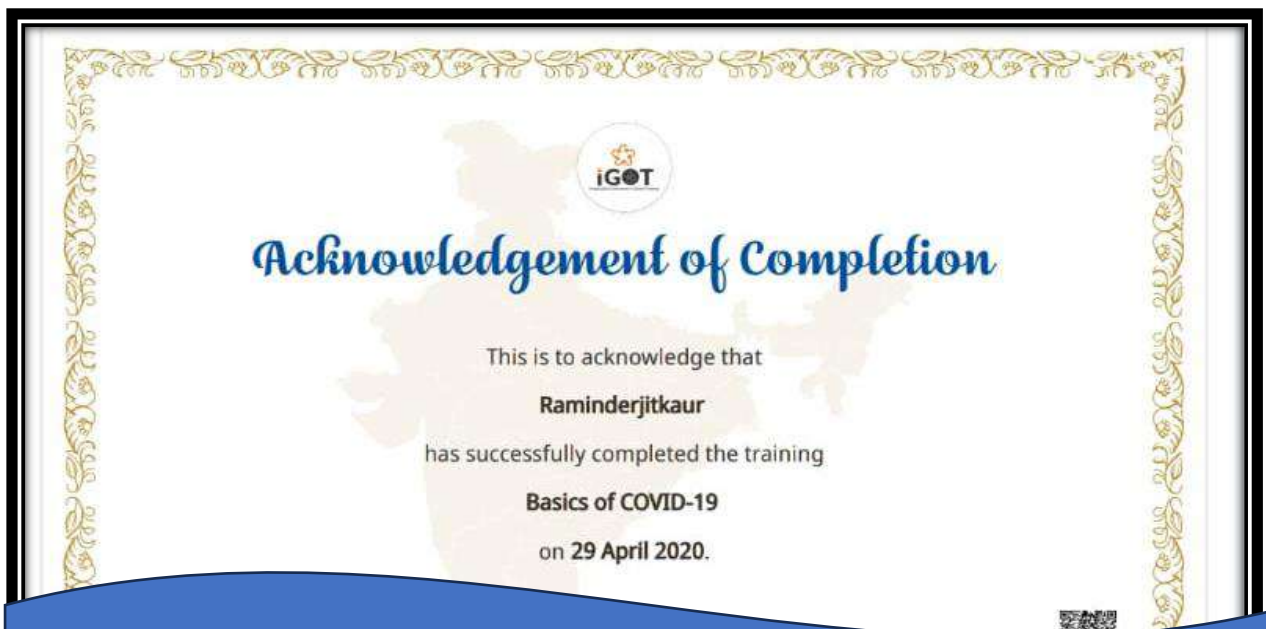 iGOT
Acknowledgement of Completion
This is to acknowledge that
Raminderjitkaur
has successfully completed the training
Basics of COVID-19
on 29 April 2020.